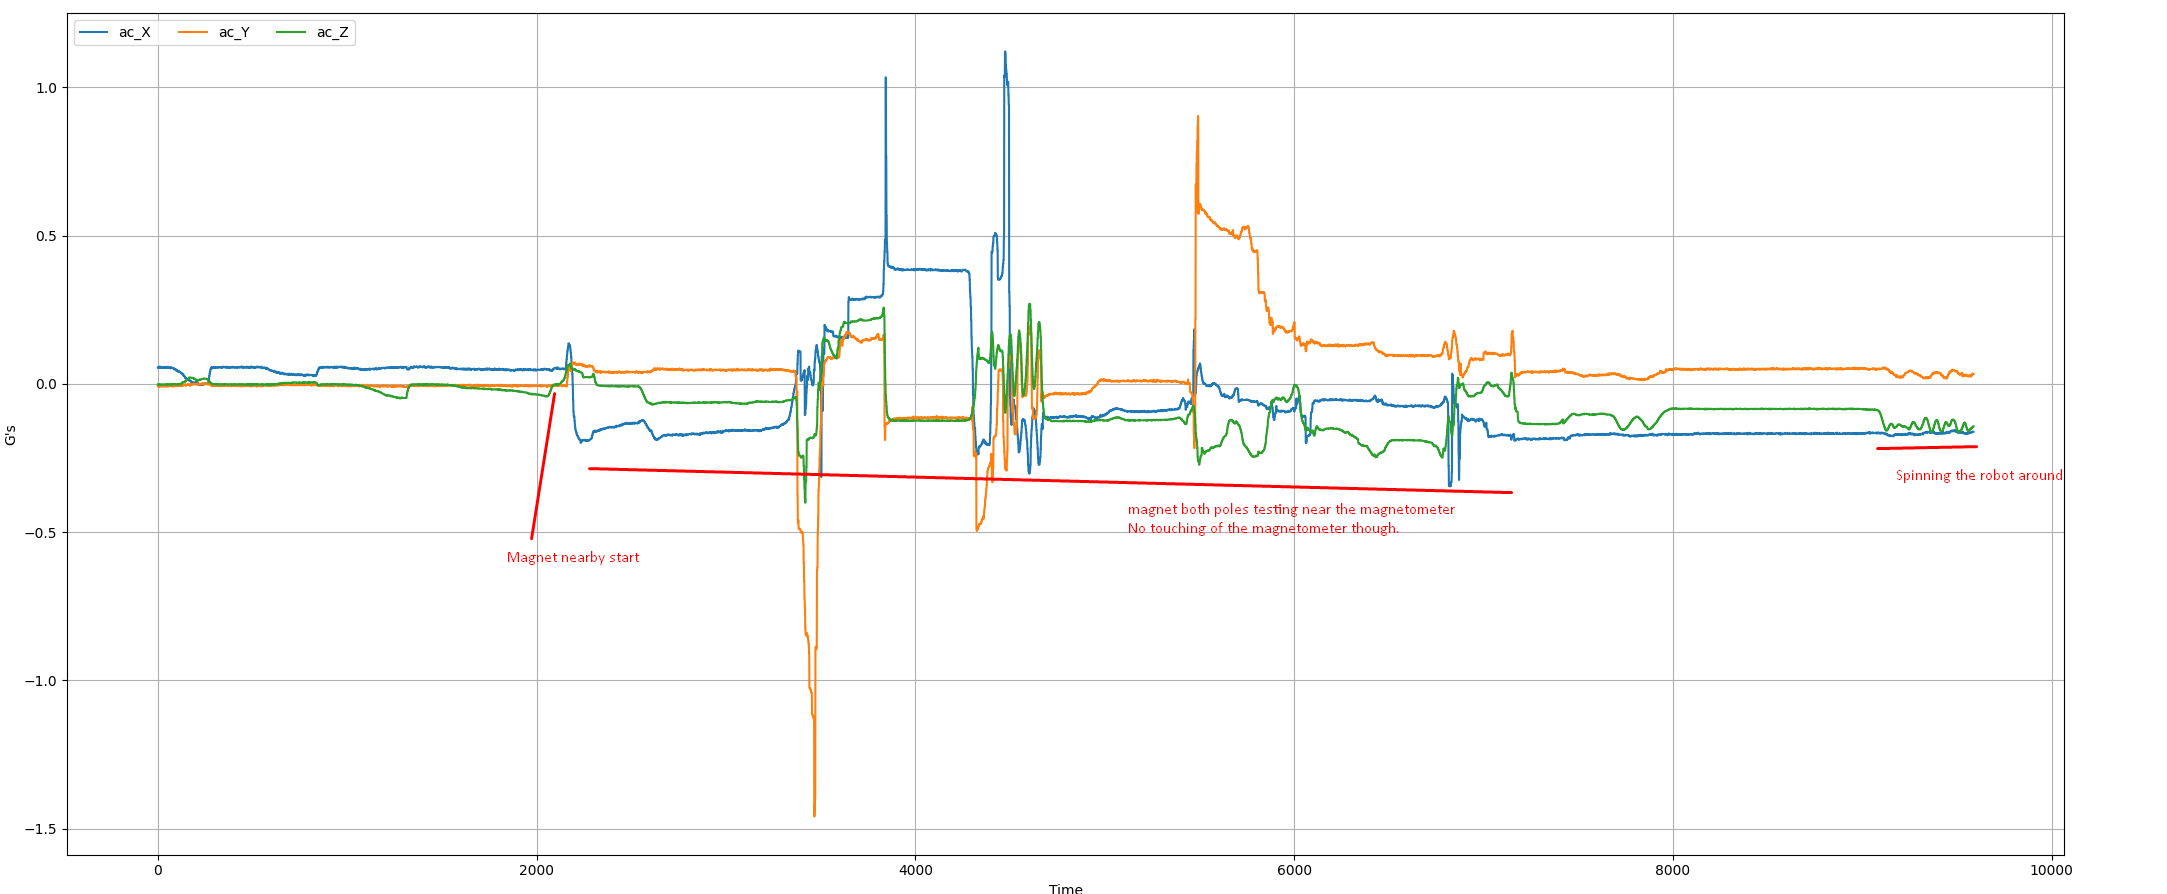 ac_X ac_Y ac_Z
1.0
0.5
0.0
−0.5
−1.0
−1.5
G's
Magnet nearby start
magnet both poles testing near the magnetometer
No touching of the magnetometer though.
Spinning the robot around
0 2000 4000 6000 8000 10000
Time